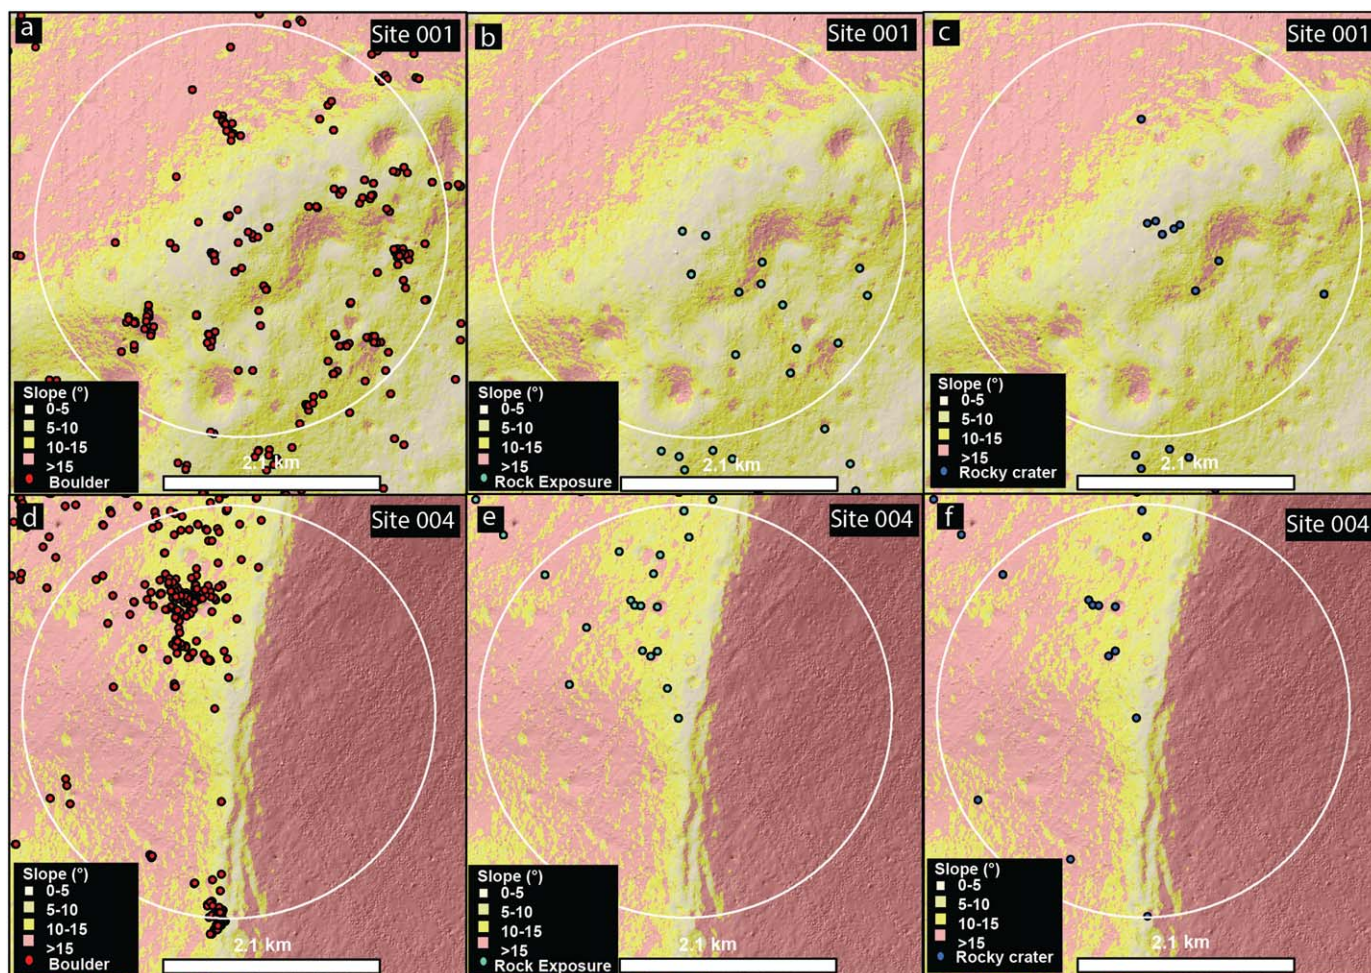 a
Site 001
Slope (°)
0-5
5-10
10-15
>15
Boulder
2.1 km
b
Site 001
Slope (°)
0-5
5-10
10-15
>15
Rock Exposure
2.1 km
c
Site 001
Slope (°)
0-5
5-10
10-15
>15
Rocky crater
2.1 km
d
Site 004
Slope (°)
0-5
5-10
10-15
>15
Boulder
2.1 km
e
Site 004
Slope (°)
0-5
5-10
10-15
>15
Rock Exposure
2.1 km
f
Site 004
Slope (°)
0-5
5-10
10-15
>15
Rocky crater
2.1 km